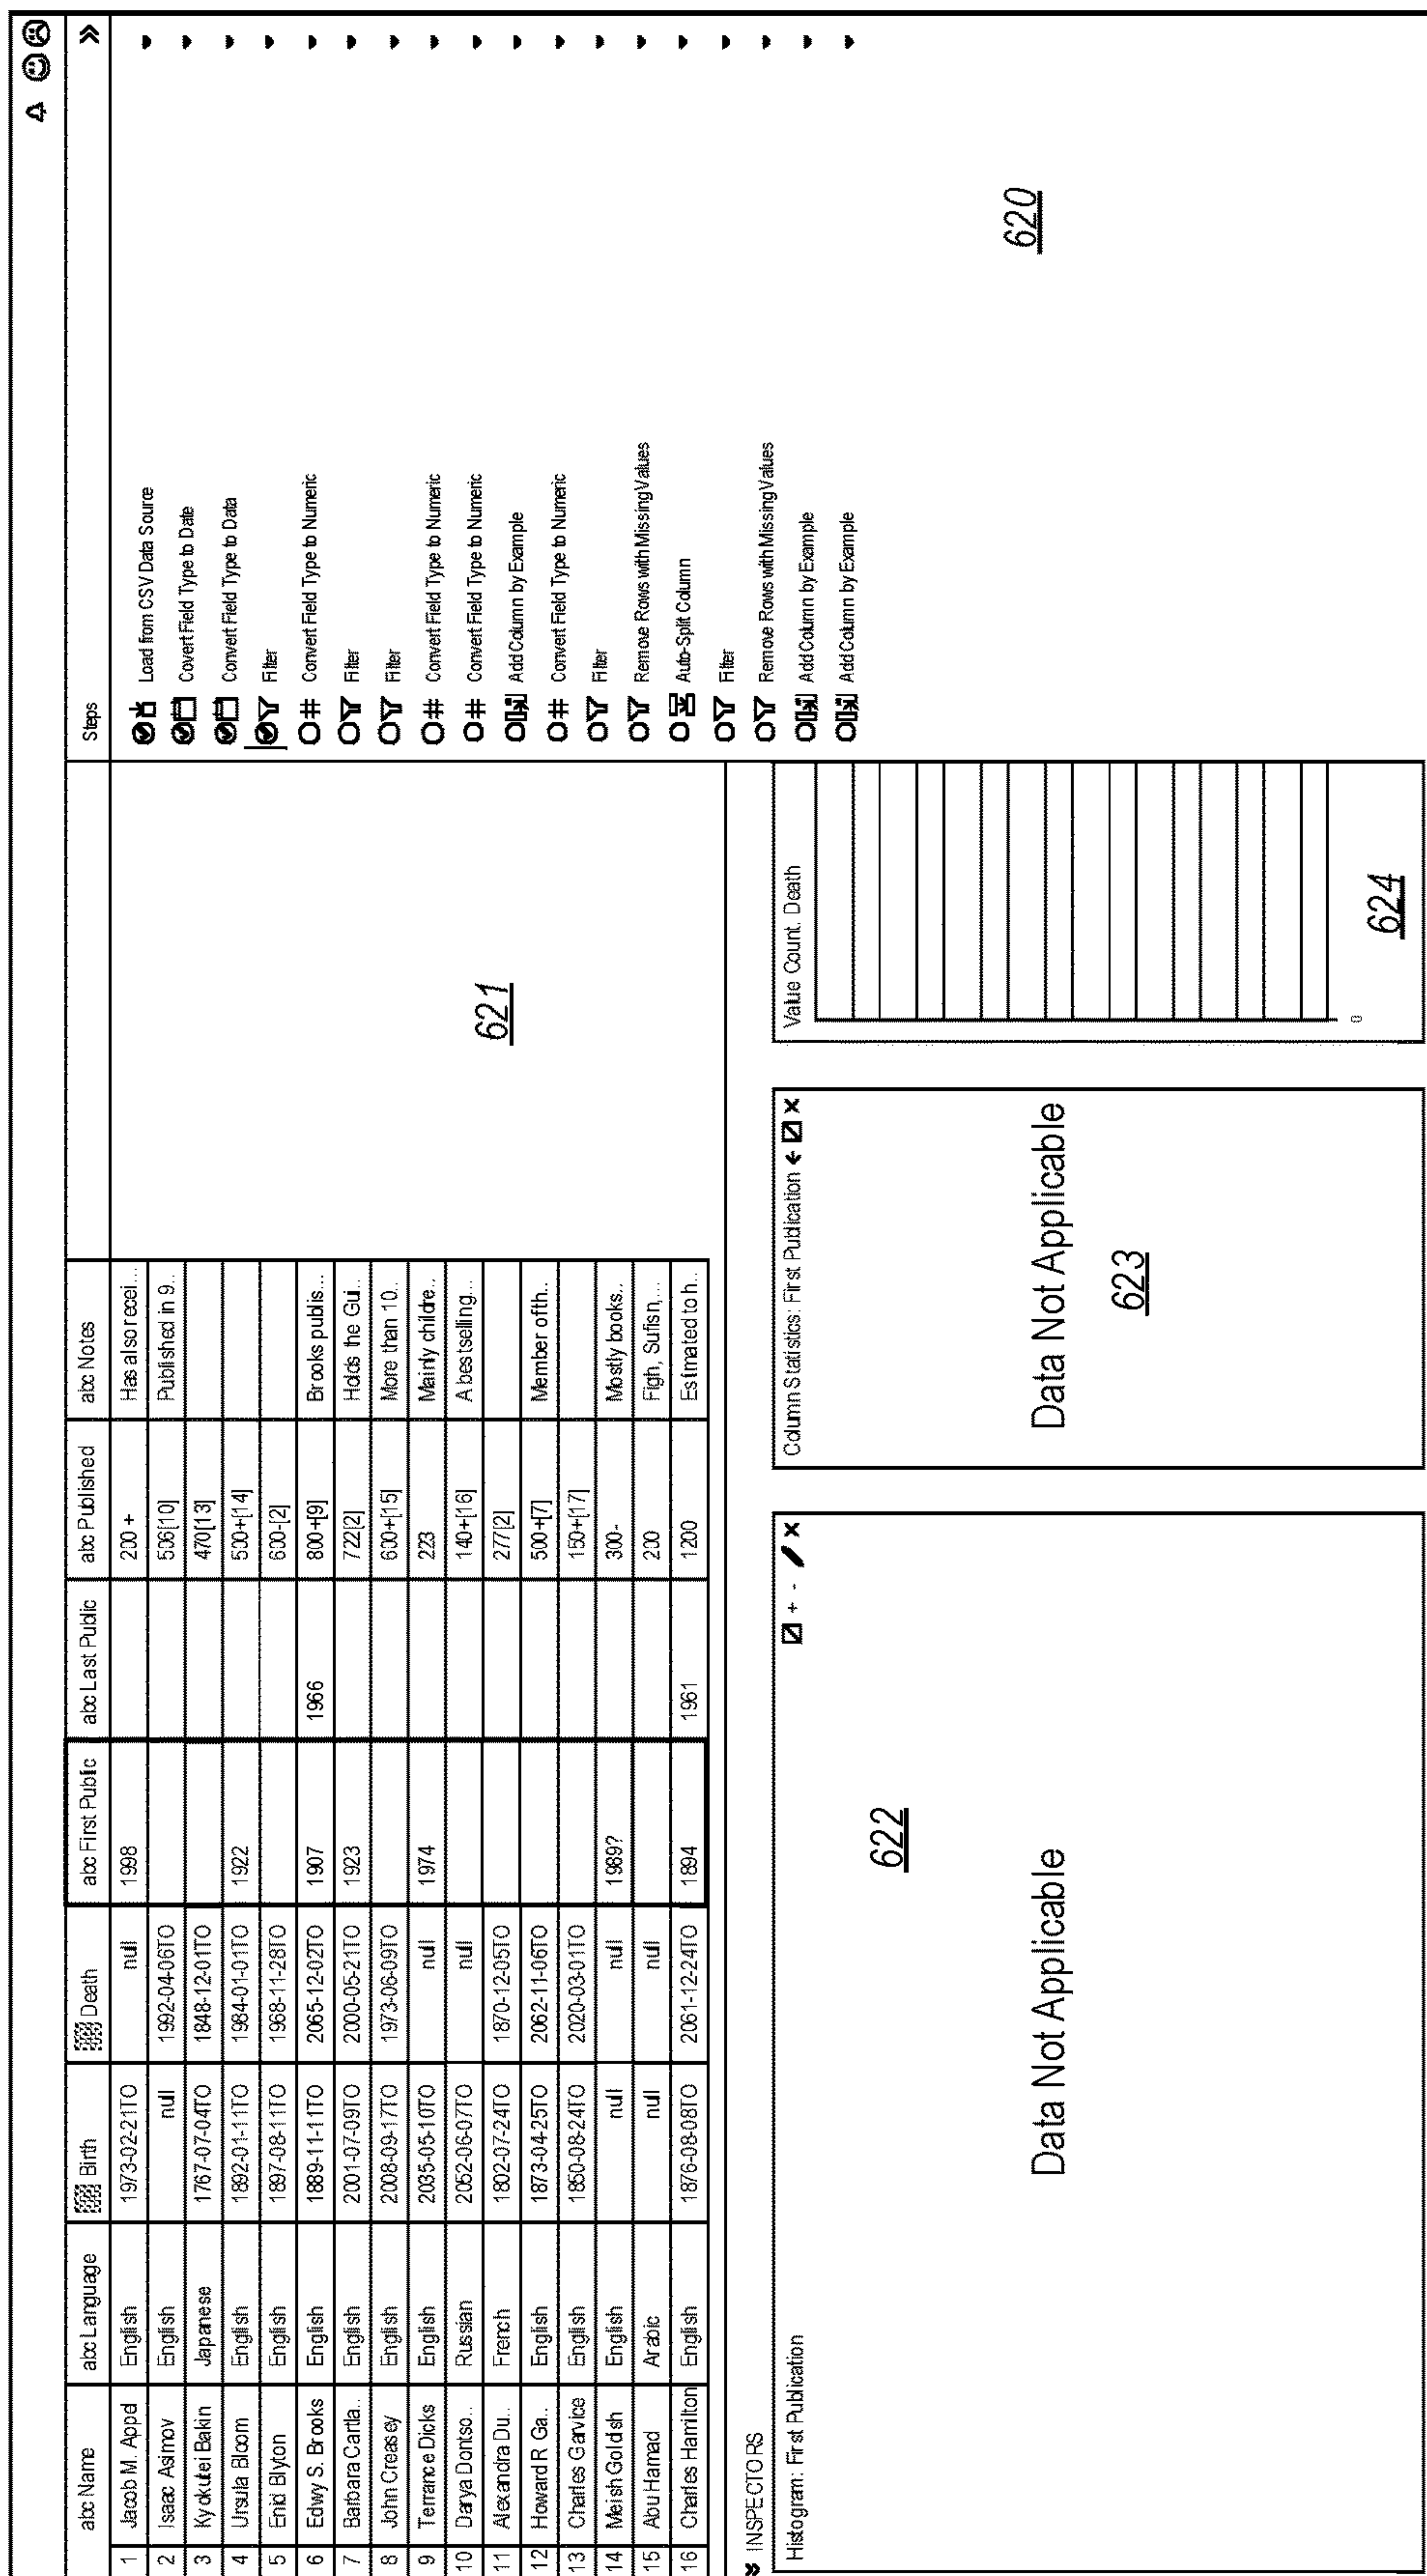 abc Name abc Language Birth Death abc First Public abc Last Public abc Published abc Notes Steps
1 Jacob M. Appel English 1973-02-21TO null 1998 200 + Has also recei...
2 Isaac Asimov English null 1992-04-06TO 506[10] Published in 9..
3 Kyokutei Bakin Japanese 1767-07-04TO 1848-12-01TO 470[13]
4 Ursula Bloom English 1892-01-11TO 1984-01-01TO 1922 500+[14]
5 Enid Blyton English 1897-08-11TO 1968-11-28TO 600-[2]
6 Edwy S. Brooks English 1889-11-11TO 2065-12-02TO 1907 1966 800+[9] Brooks publis...
7 Barbara Cartla.. English 2001-07-09TO 2000-05-21TO 1923 722[2] Holds the Gui..
8 John Creasey English 2008-09-17TO 1973-06-09TO 600+[15] More than 10..
9 Terrance Dicks English 2035-05-10TO null 1974 223 Mainly childre..
10 Darya Dontso.. Russian 2052-06-07TO null 140+[16] A bestselling...
11 Alexandra Du.. French 1802-07-24TO 1870-12-05TO 277[2]
12 Howard R Ga.. English 1873-04-25TO 2062-11-06TO 500+[7] Member ofth..
13 Charles Garvice English 1850-08-24TO 2020-03-01TO 150+[17]
14 Meish Goldish English null null 1989? 300- Mostly books..
15 Abu Hamad Arabic null null 200 Figh, Sufisn,...
16 Charles Hamilton English 1876-08-08TO 2061-12-24TO 1894 1961 1200 Estimated to h..
621
Load from CSV Data Source
Covert Field Type to Date
Convert Field Type to Data
Filter
Convert Field Type to Numeric
Filter
Filter
# Convert Field Type to Numeric
# Convert Field Type to Numeric
Add Column by Example
# Convert Field Type to Numeric
Filter
Remove Rows with Missing Values
Auto-Split Column
Filter
Remove Rows with Missing Values
Add Column by Example
Add Column by Example
620
INSPECTORS
Histogram: First Publication + -
622
Data Not Applicable
Column Statistics: First Publication
Data Not Applicable
623
Value Count. Death
0
624